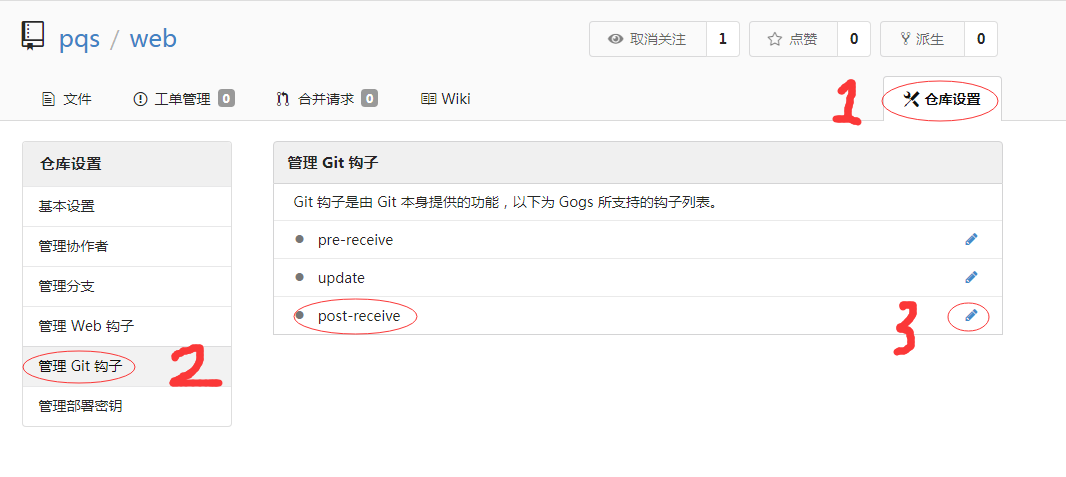 pqs / web
取消关注 1 点赞 0 派生 0
文件 工单管理 0 合并请求 0 Wiki 1 仓库设置
仓库设置
基本设置
管理协作者
管理分支
管理 Web 钩子
管理 Git 钩子 2
管理部署密钥
管理 Git 钩子
Git 钩子是由 Git 本身提供的功能，以下为 Gogs 所支持的钩子列表。
pre-receive
update
post-receive 3